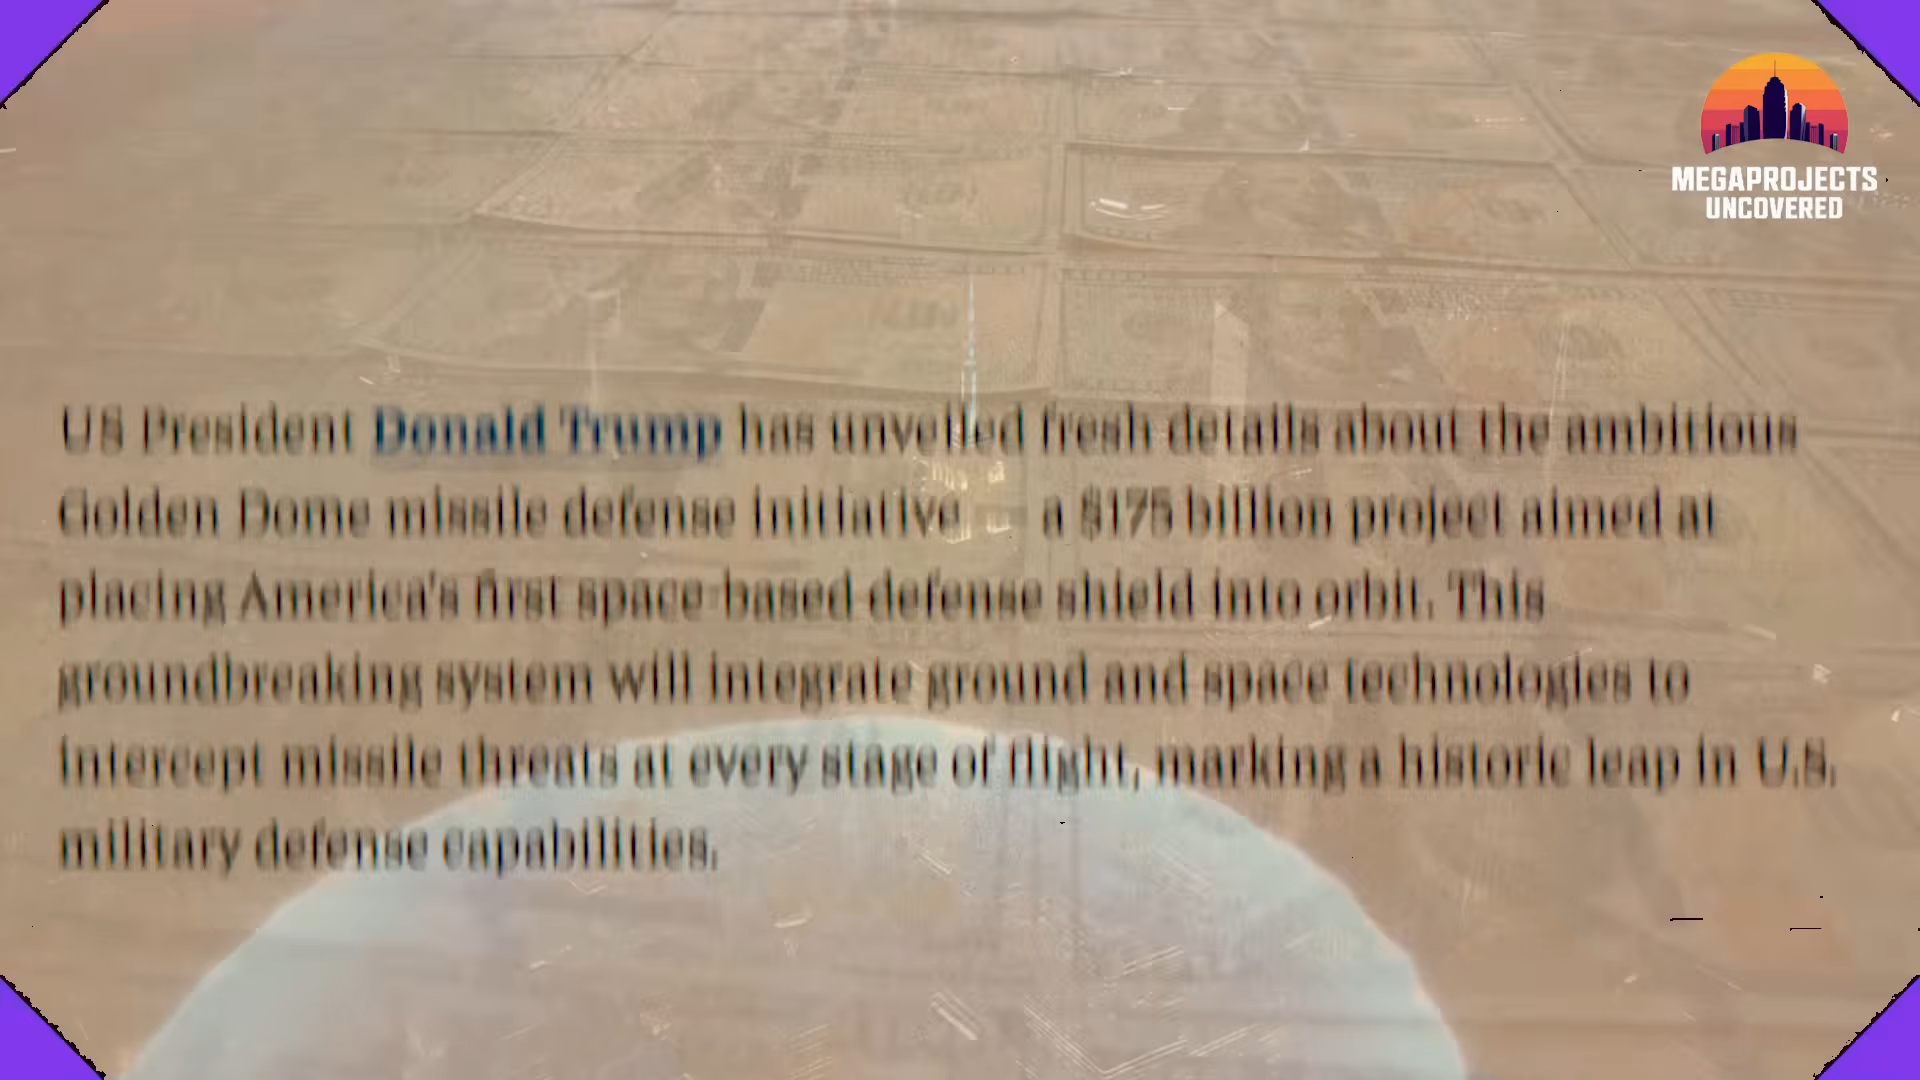 MEGAPROJECTS
UNCOVERED
US President Donald Trump has unveiled fresh details about the ambitious
Golden Dome missile defense initiative — a $175 billion project aimed at
placing America's first space-based defense shield into orbit. This
groundbreaking system will integrate ground and space technologies to
intercept missile threats at every stage of flight, marking a historic leap in U.S.
military defense capabilities.